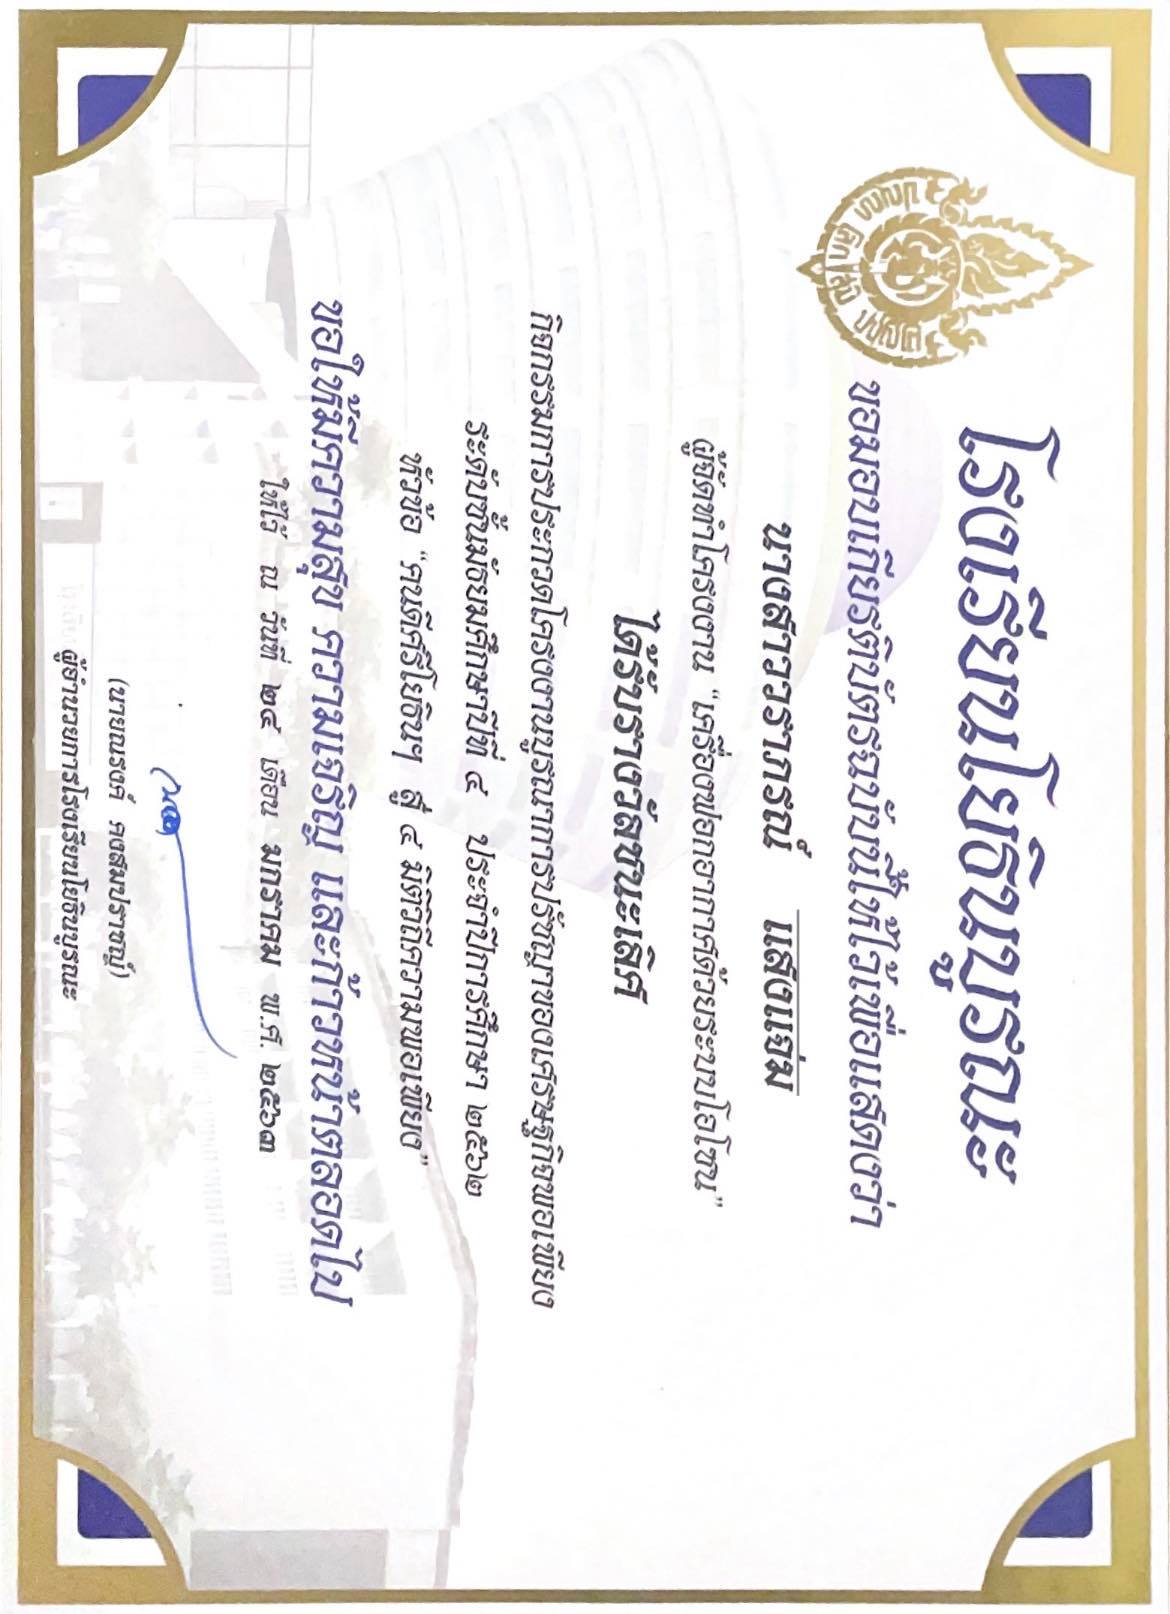 โรงเรียนโยธินบูรณะ
ขอมอบเกียรติบัตรฉบับนี้ให้ไว้เพื่อแสดงว่า
นางสาววราภรณ์ แสงแจ่ม
ผู้จัดทำโครงงาน “เครื่องฟอกอากาศด้วยระบบโอโซน”
ได้รับรางวัลชนะเลิศ
กิจกรรมการประกวดโครงงานบูรณาการปรัชญาของเศรษฐกิจพอเพียง
ระดับชั้นมัธยมศึกษาปีที่ ๔ ประจำปีการศึกษา ๒๕๖๒
หัวข้อ “คนดีศรีโยธินฯ สู่ ๔ มิติวิถีความพอเพียง”
ขอให้มีความสุข ความเจริญ และก้าวหน้าตลอดไป
ให้ไว้ ณ วันที่ ๒๔ เดือน มกราคม พ.ศ. ๒๕๖๓
(นายณรงค์ คงสมปราชญ์)
ผู้อำนวยการโรงเรียนโยธินบูรณะ